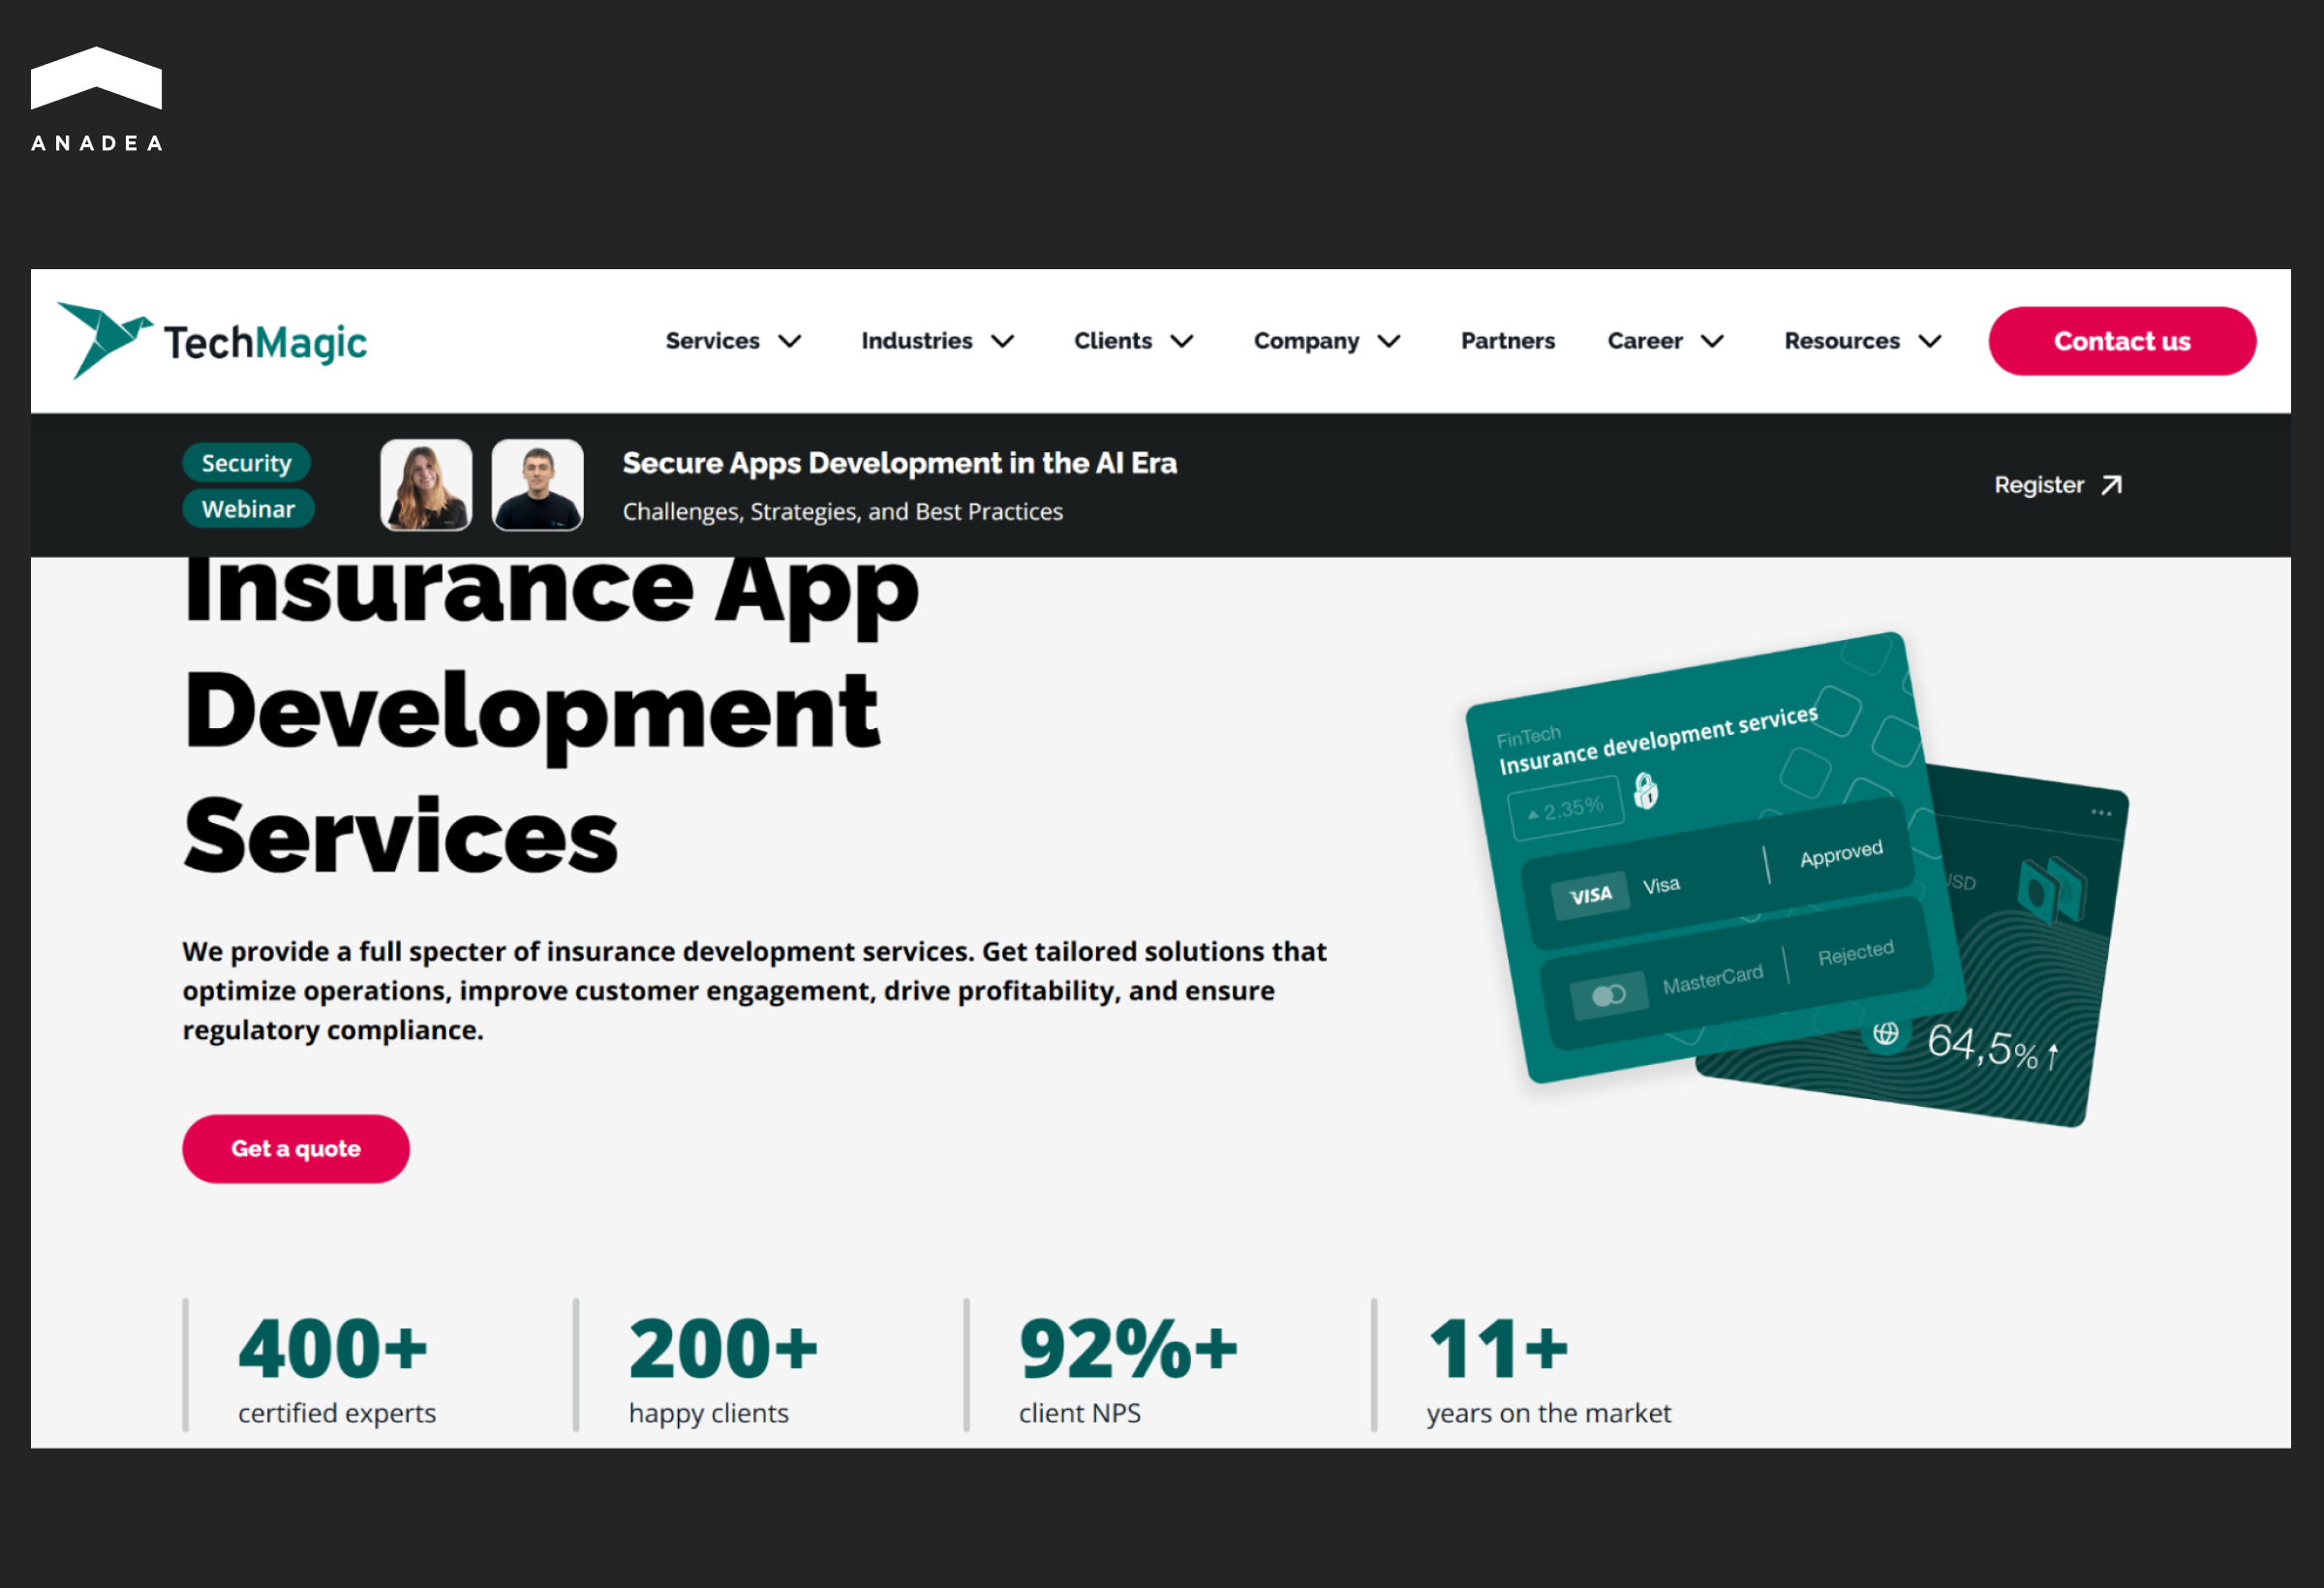 ANADEA
TechMagic
Services
Industries
Clients
Company
Partners
Career
Resources
Contact us
Security
Webinar
Secure Apps Development in the AI Era
Challenges, Strategies, and Best Practices
Register
Insurance App
Development
Services
We provide a full specter of insurance development services. Get tailored solutions that
optimize operations, improve customer engagement, drive profitability, and ensure
regulatory compliance.
Get a quote
FinTech
Insurance development services
2.35%
VISA Visa Approved
MasterCard Rejected
64,5%
400+
certified experts
200+
happy clients
92%+
client NPS
11+
years on the market